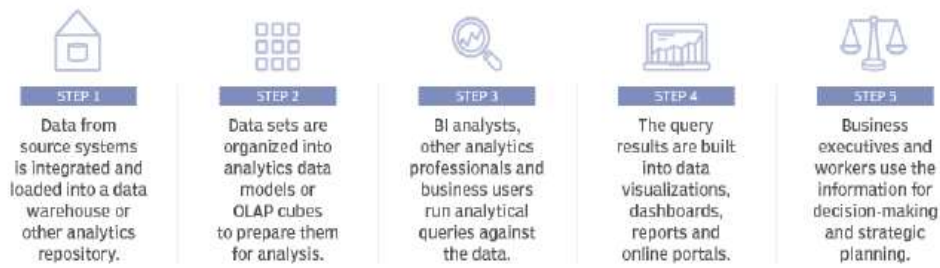 STEP 1
Data from
source systems
is integrated and
loaded into a data
warehouse or
other analytics
repository.
STEP 2
Data sets are
organized into
analytics data
models or
OLAP cubes
to prepare them
for analysis.
STEP 3
BI analysts,
other analytics
professionals and
business users
run analytical
queries against
the data.
STEP 4
The query
results are built
into data
visualizations,
dashboards,
reports and
online portals.
STEP 5
Business
executives and
workers use the
information for
decision-making
and strategic
planning.